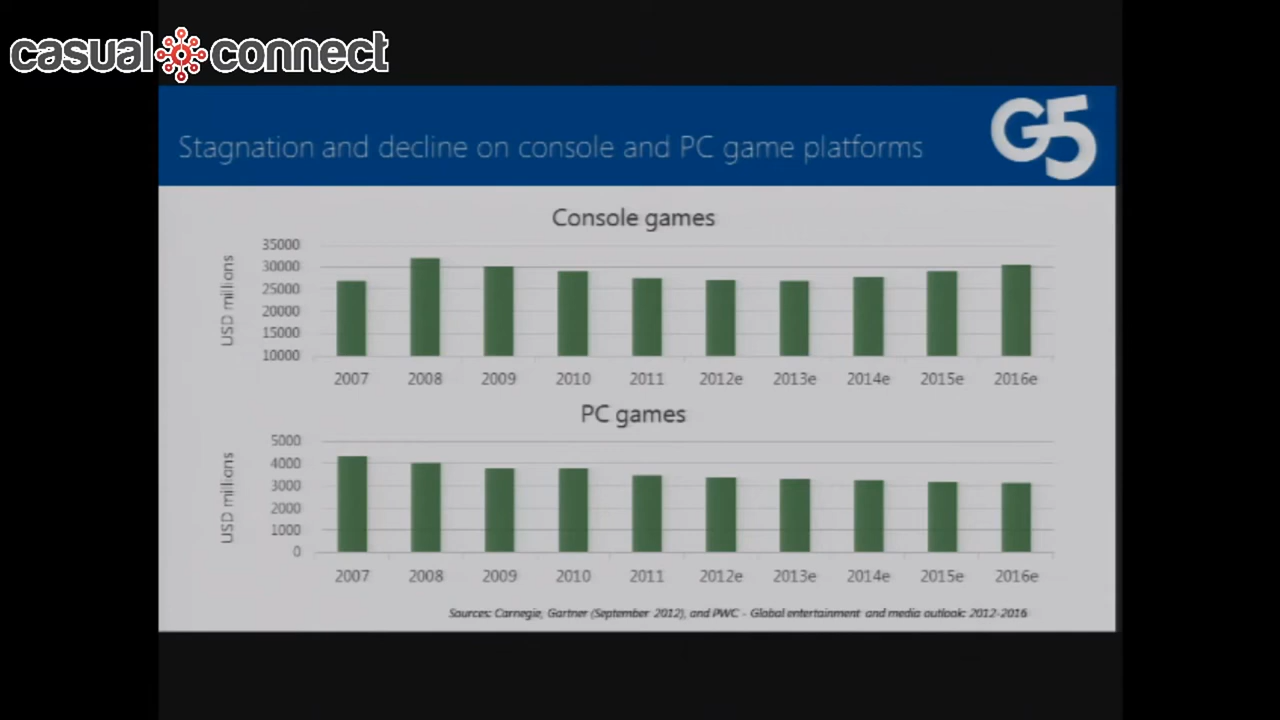 casual connect
Stagnation and decline on console and PC game platforms
G5
Console games
USD millions
35000
30000
25000
20000
15000
10000
2007 2008 2009 2010 2011 2012e 2013e 2014e 2015e 2016e
PC games
USD millions
5000
4000
3000
2000
1000
0
2007 2008 2009 2010 2011 2012e 2013e 2014e 2015e 2016e
Sources: Carnegie, Gartner (September 2012), and PWC - Global entertainment and media outlook: 2012-2016